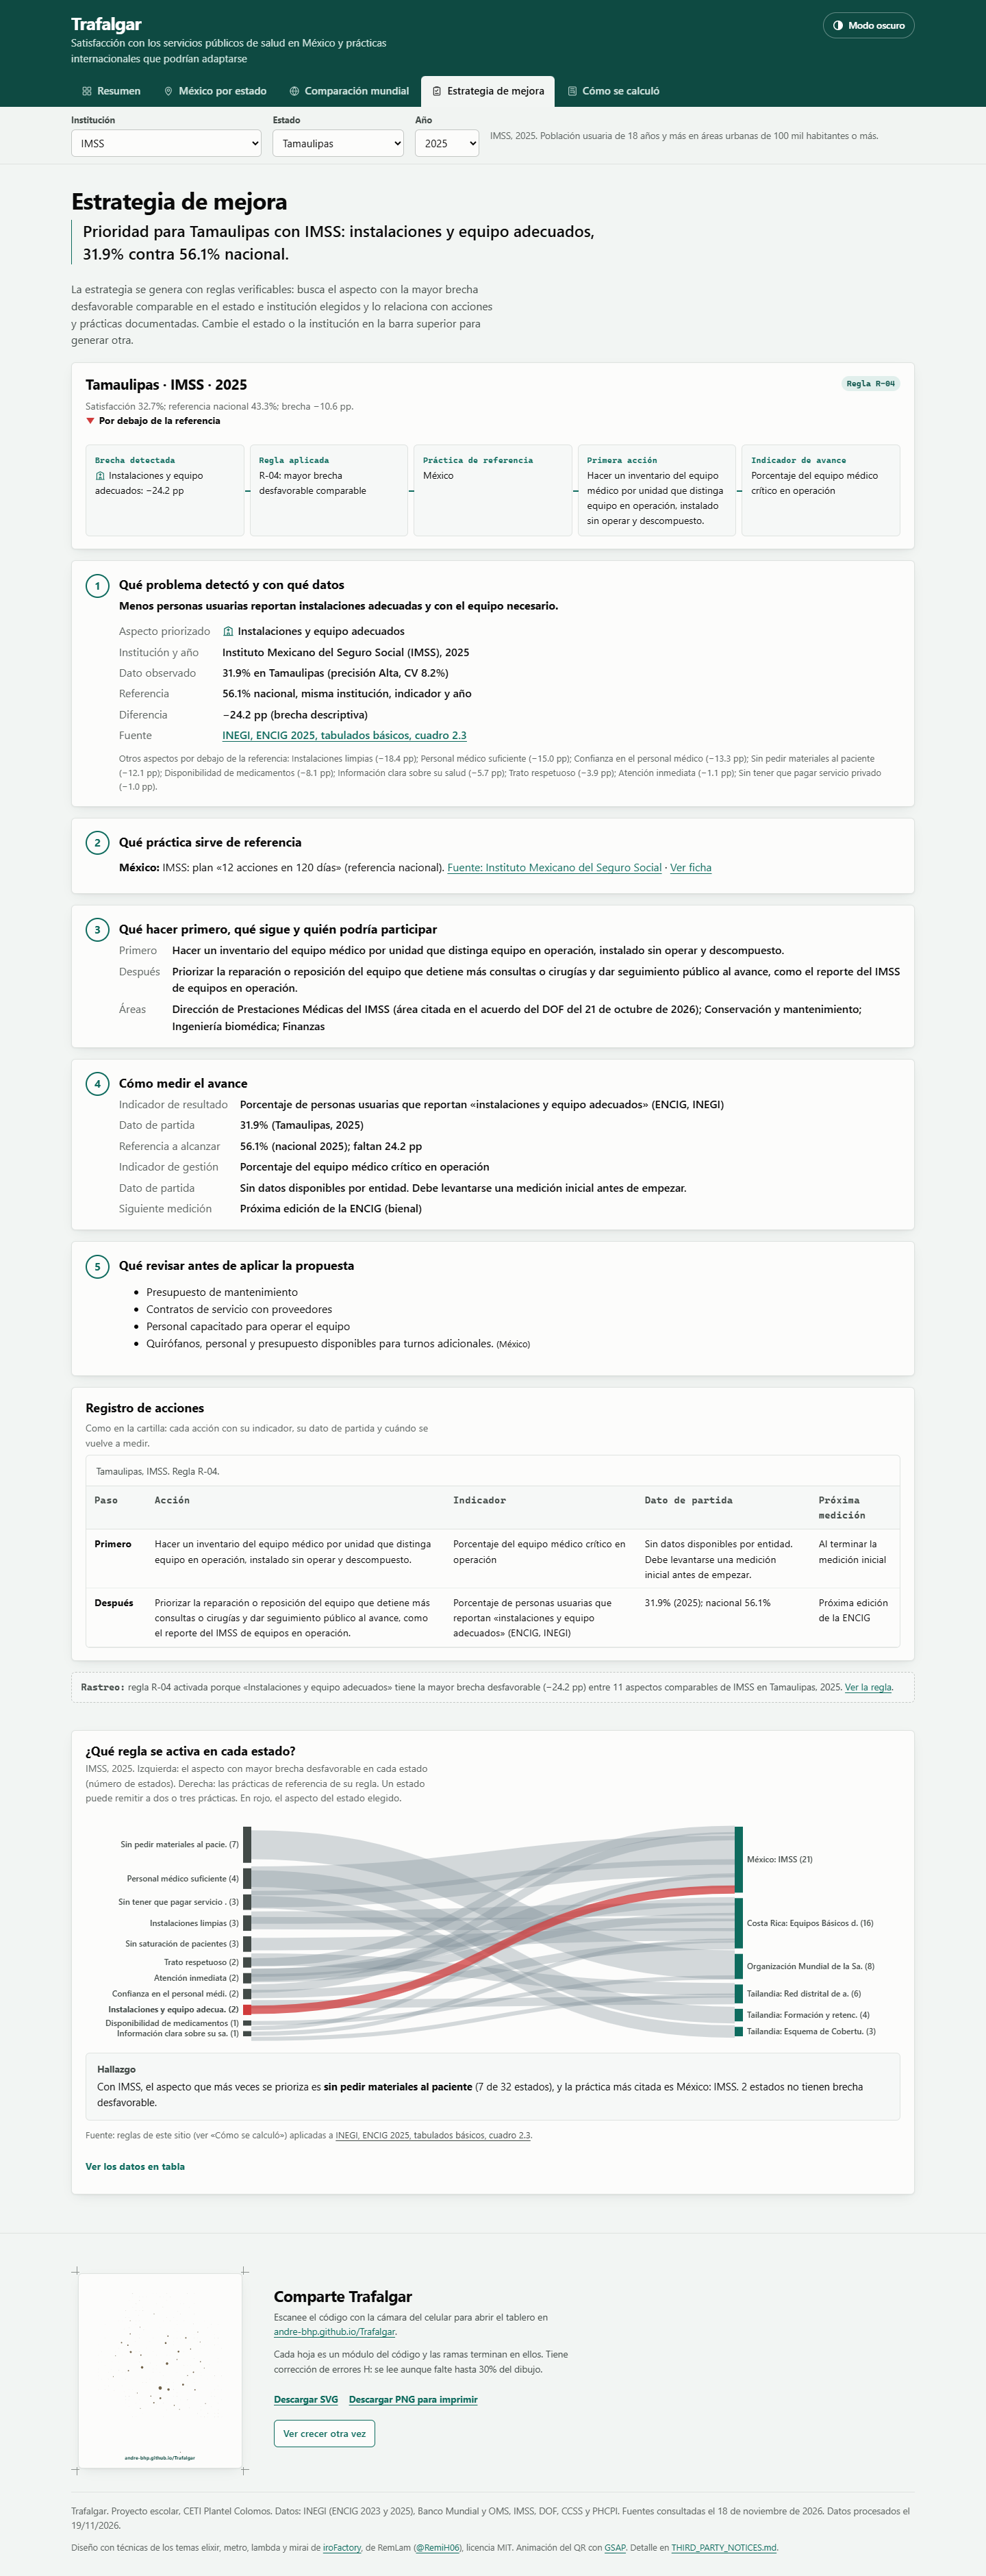 Trafalgar
Satisfacción con los servicios públicos de salud en México y prácticas
internacionales que podrían adaptarse
Modo oscuro
Resumen
México por estado
Comparación mundial
Estrategia de mejora
Cómo se calculó
Institución
Estado
Año
IMSS
Tamaulipas
2025
IMSS, 2025. Población usuaria de 18 años y más en áreas urbanas de 100 mil habitantes o más.
Estrategia de mejora
Prioridad para Tamaulipas con IMSS: instalaciones y equipo adecuados,
31.9% contra 56.1% nacional.
La estrategia se genera con reglas verificables: busca el aspecto con la mayor brecha
desfavorable comparable en el estado e institución elegidos y lo relaciona con acciones
y prácticas documentadas. Cambie el estado o la institución en la barra superior para
generar otra.
Tamaulipas · IMSS · 2025
Regla R-04
Satisfacción 32.7%; referencia nacional 43.3%; brecha −10.6 pp.
Por debajo de la referencia
Brecha detectada
Instalaciones y equipo
adecuados: −24.2 pp
Regla aplicada
R-04: mayor brecha
desfavorable comparable
Práctica de referencia
México
Primera acción
Hacer un inventario del equipo
médico por unidad que distinga
equipo en operación, instalado
sin operar y descompuesto.
Indicador de avance
Porcentaje del equipo médico
crítico en operación
1
Qué problema detectó y con qué datos
Menos personas usuarias reportan instalaciones adecuadas y con el equipo necesario.
Aspecto priorizado Instalaciones y equipo adecuados
Institución y año Instituto Mexicano del Seguro Social (IMSS), 2025
Dato observado 31.9% en Tamaulipas (precisión Alta, CV 8.2%)
Referencia 56.1% nacional, misma institución, indicador y año
Diferencia −24.2 pp (brecha descriptiva)
Fuente INEGI, ENCIG 2025, tabulados básicos, cuadro 2.3
Otros aspectos por debajo de la referencia: Instalaciones limpias (−18.4 pp); Personal médico suficiente (−15.0 pp); Confianza en el personal médico (−13.3 pp); Sin pedir materiales al paciente
(−12.1 pp); Disponibilidad de medicamentos (−8.1 pp); Información clara sobre su salud (−5.7 pp); Trato respetuoso (−3.9 pp); Atención inmediata (−1.1 pp); Sin tener que pagar servicio privado
(−1.0 pp).
2
Qué práctica sirve de referencia
México: IMSS: plan «12 acciones en 120 días» (referencia nacional). Fuente: Instituto Mexicano del Seguro Social · Ver ficha
3
Qué hacer primero, qué sigue y quién podría participar
Primero Hacer un inventario del equipo médico por unidad que distinga equipo en operación, instalado sin operar y descompuesto.
Después Priorizar la reparación o reposición del equipo que detiene más consultas o cirugías y dar seguimiento público al avance, como el reporte del IMSS
de equipos en operación.
Áreas Dirección de Prestaciones Médicas del IMSS (área citada en el acuerdo del DOF del 21 de octubre de 2026); Conservación y mantenimiento;
Ingeniería biomédica; Finanzas
4
Cómo medir el avance
Indicador de resultado Porcentaje de personas usuarias que reportan «instalaciones y equipo adecuados» (ENCIG, INEGI)
Dato de partida 31.9% (Tamaulipas, 2025)
Referencia a alcanzar 56.1% (nacional 2025); faltan 24.2 pp
Indicador de gestión Porcentaje del equipo médico crítico en operación
Dato de partida Sin datos disponibles por entidad. Debe levantarse una medición inicial antes de empezar.
Siguiente medición Próxima edición de la ENCIG (bienal)
5
Qué revisar antes de aplicar la propuesta
Presupuesto de mantenimiento
Contratos de servicio con proveedores
Personal capacitado para operar el equipo
Quirófanos, personal y presupuesto disponibles para turnos adicionales. (México)
Registro de acciones
Como en la cartilla: cada acción con su indicador, su dato de partida y cuándo se
vuelve a medir.
Tamaulipas, IMSS. Regla R-04.
Paso Acción Indicador Dato de partida Próxima
medición
Primero Hacer un inventario del equipo médico por unidad que distinga
equipo en operación, instalado sin operar y descompuesto.
Porcentaje del equipo médico crítico en
operación
Sin datos disponibles por entidad.
Debe levantarse una medición
inicial antes de empezar.
Al terminar la
medición inicial
Después Priorizar la reparación o reposición del equipo que detiene más
consultas o cirugías y dar seguimiento público al avance, como
el reporte del IMSS de equipos en operación.
Porcentaje de personas usuarias que
reportan «instalaciones y equipo
adecuados» (ENCIG, INEGI)
31.9% (2025); nacional 56.1%
Próxima edición
de la ENCIG
Rastreo: regla R-04 activada porque «Instalaciones y equipo adecuados» tiene la mayor brecha desfavorable (−24.2 pp) entre 11 aspectos comparables de IMSS en Tamaulipas, 2025. Ver la regla.
¿Qué regla se activa en cada estado?
IMSS, 2025. Izquierda: el aspecto con mayor brecha desfavorable en cada estado
(número de estados). Derecha: las prácticas de referencia de su regla. Un estado
puede remitir a dos o tres prácticas. En rojo, el aspecto del estado elegido.
Sin pedir materiales al pacie. (7)
Personal médico suficiente (4)
Sin tener que pagar servicio . (3)
Instalaciones limpias (3)
Sin saturación de pacientes (3)
Trato respetuoso (2)
Atención inmediata (2)
Confianza en el personal médi. (2)
Instalaciones y equipo adecua. (2)
Disponibilidad de medicamentos (1)
Información clara sobre su sa. (1)
México: IMSS (21)
Costa Rica: Equipos Básicos d. (16)
Organización Mundial de la Sa. (8)
Tailandia: Red distrital de a. (6)
Tailandia: Formación y retenc. (4)
Tailandia: Esquema de Cobertu. (3)
Hallazgo
Con IMSS, el aspecto que más veces se prioriza es sin pedir materiales al paciente (7 de 32 estados), y la práctica más citada es México: IMSS. 2 estados no tienen brecha
desfavorable.
Fuente: reglas de este sitio (ver «Cómo se calculó») aplicadas a INEGI, ENCIG 2025, tabulados básicos, cuadro 2.3.
Ver los datos en tabla
andre-bhp.github.io/Trafalgar
Comparte Trafalgar
Escanee el código con la cámara del celular para abrir el tablero en
andre-bhp.github.io/Trafalgar.
Cada hoja es un módulo del código y las ramas terminan en ellos. Tiene
corrección de errores H: se lee aunque falte hasta 30% del dibujo.
Descargar SVG Descargar PNG para imprimir
Ver crecer otra vez
Trafalgar. Proyecto escolar, CETI Plantel Colomos. Datos: INEGI (ENCIG 2023 y 2025), Banco Mundial y OMS, IMSS, DOF, CCSS y PHCPI. Fuentes consultadas el 18 de noviembre de 2026. Datos procesados el
19/11/2026.
Diseño con técnicas de los temas elixir, metro, lambda y mirai de iroFactory, de RemLam (@RemiH06), licencia MIT. Animación del QR con GSAP. Detalle en THIRD_PARTY_NOTICES.md.